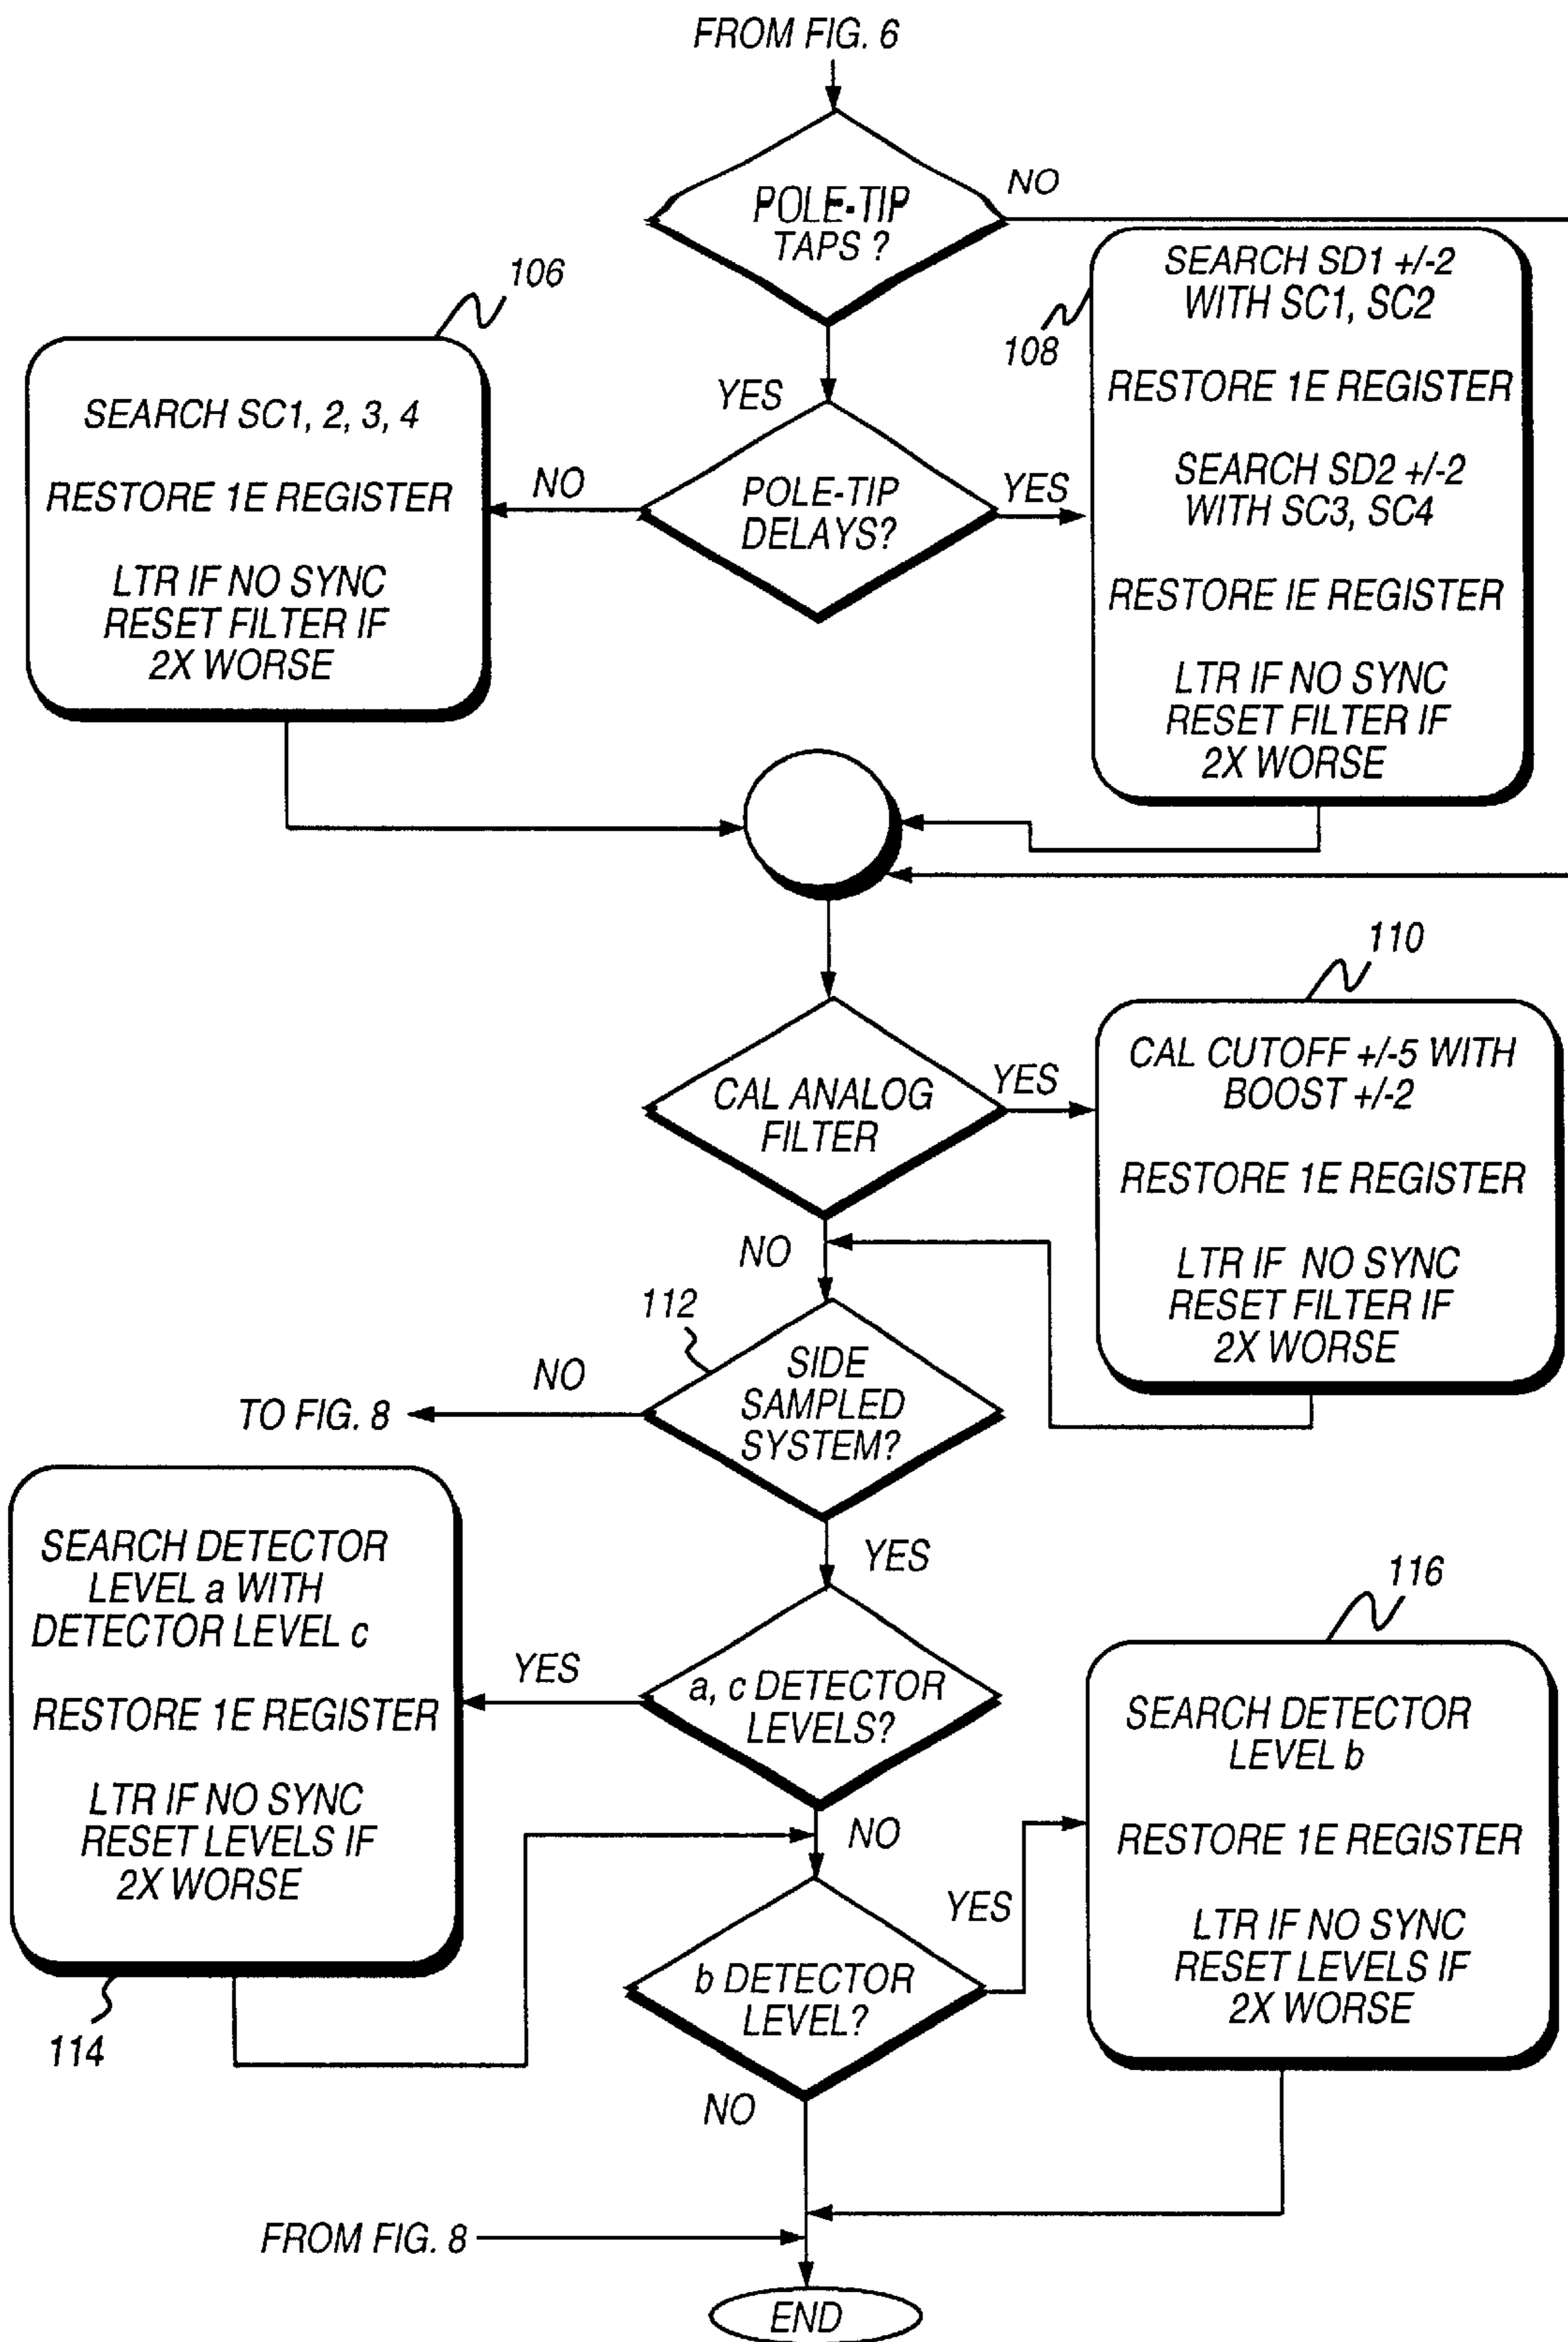 FROM FIG. 6
POLE-TIP
TAPS ?
NO
106
SEARCH SC1, 2, 3, 4
RESTORE 1E REGISTER
LTR IF NO SYNC
RESET FILTER IF
2X WORSE
YES
POLE-TIP
DELAYS?
NO
YES
108
SEARCH SD1 +/-2
WITH SC1, SC2
RESTORE 1E REGISTER
SEARCH SD2 +/-2
WITH SC3, SC4
RESTORE IE REGISTER
LTR IF NO SYNC
RESET FILTER IF
2X WORSE
CAL ANALOG
FILTER
YES
NO
110
CAL CUTOFF +/-5 WITH
BOOST +/-2
RESTORE 1E REGISTER
LTR IF NO SYNC
RESET FILTER IF
2X WORSE
112
SIDE
SAMPLED
SYSTEM?
NO
TO FIG. 8
YES
a, c DETECTOR
LEVELS?
YES
NO
SEARCH DETECTOR
LEVEL a WITH
DETECTOR LEVEL c
RESTORE 1E REGISTER
LTR IF NO SYNC
RESET LEVELS IF
2X WORSE
114
b DETECTOR
LEVEL?
YES
NO
116
SEARCH DETECTOR
LEVEL b
RESTORE 1E REGISTER
LTR IF NO SYNC
RESET LEVELS IF
2X WORSE
FROM FIG. 8
END